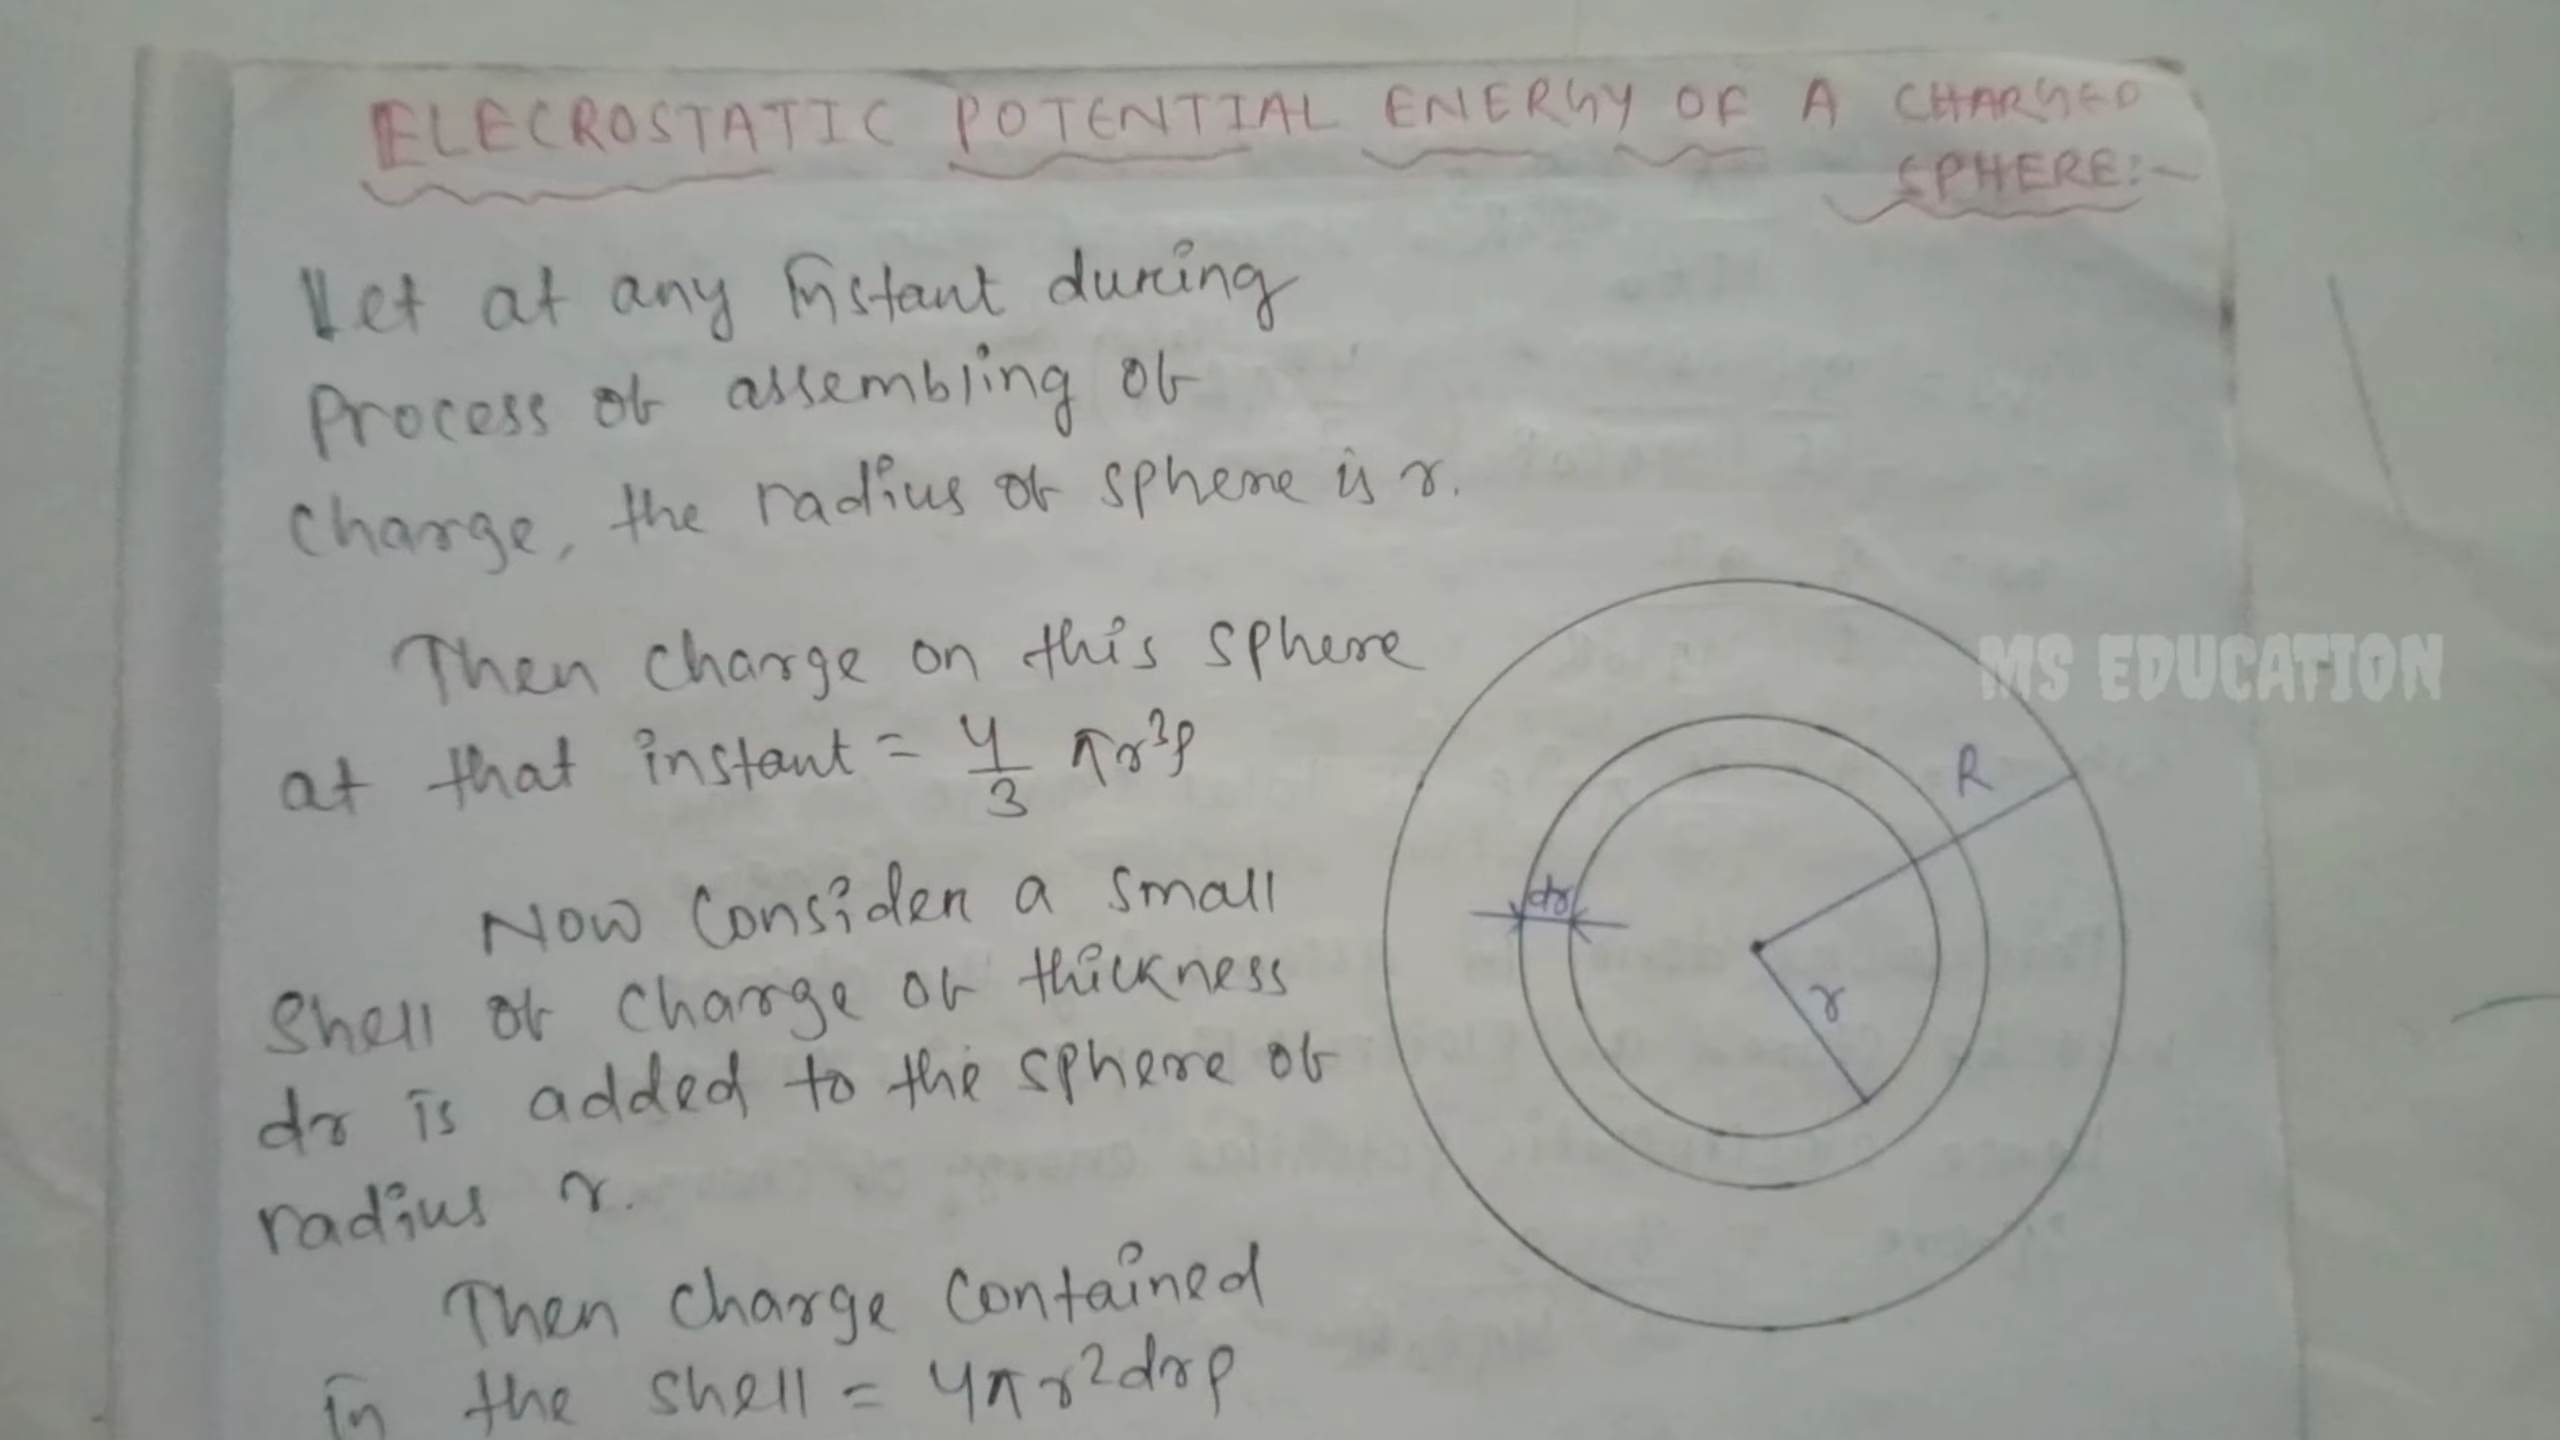 ELECROSTATIC POTENTIAL ENERGY OF A CHARGED
SPHERE:-
Let at any instant during
Process of assembling of
Charge, the radius of sphere is r.
Then charge on this sphere
at that instant = 4/3 πr³ρ
Now Consider a small
Shell of charge of thickness
dr is added to the sphere of
radius r.
Then charge Contained
in the shell = 4πr²drρ
MS EDUCATION
R
dr
r